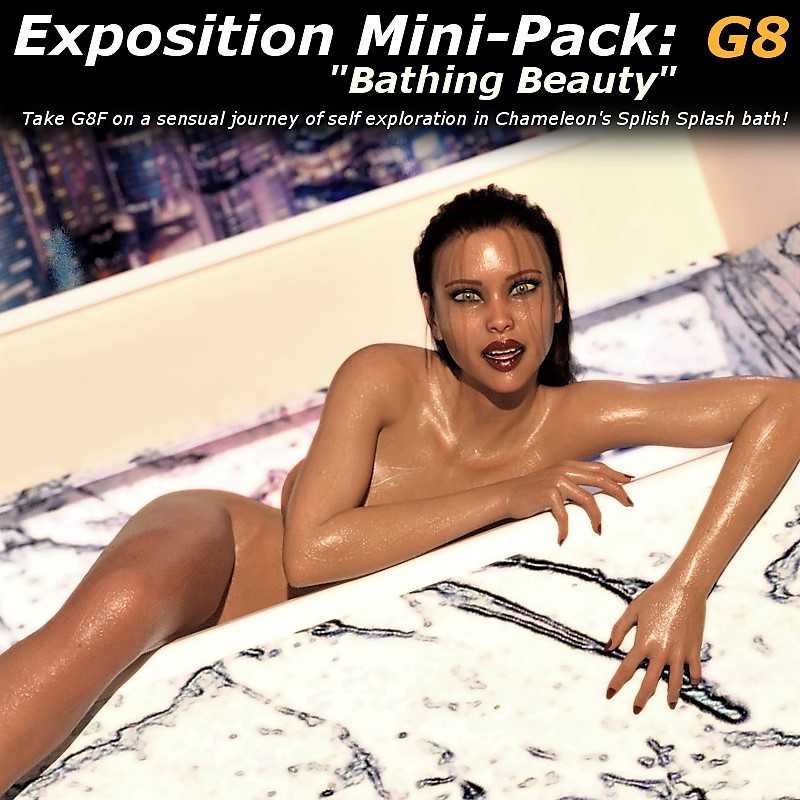 Exposition Mini-Pack: G8
"Bathing Beauty"
Take G8F on a sensual journey of self exploration in Chameleon's Splish Splash bath!